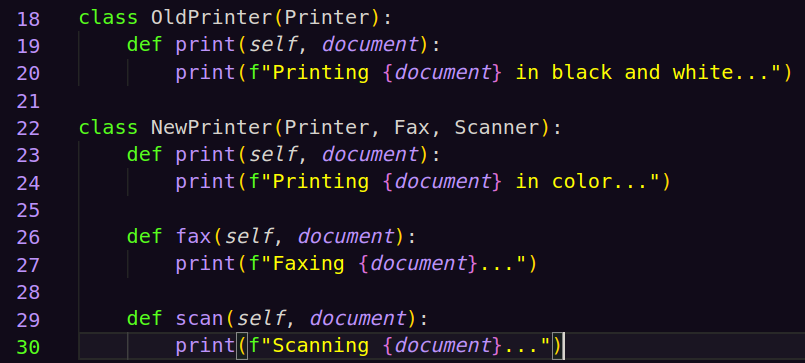 18 class OldPrinter(Printer):
19     def print(self, document):
20         print(f"Printing {document} in black and white...")
21
22 class NewPrinter(Printer, Fax, Scanner):
23     def print(self, document):
24         print(f"Printing {document} in color...")
25
26     def fax(self, document):
27         print(f"Faxing {document}...")
28
29     def scan(self, document):
30         print(f"Scanning {document}...")